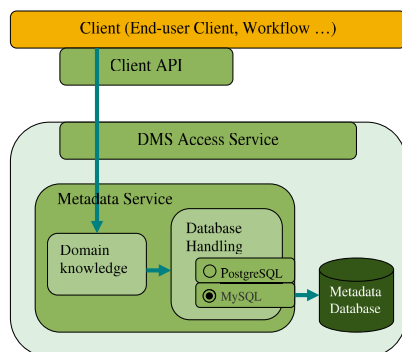 Client (End-user Client, Workflow …)
Client API
DMS Access Service
Metadata Service
Domain
knowledge
Database
Handling
PostgreSQL
MySQL
Metadata
Database